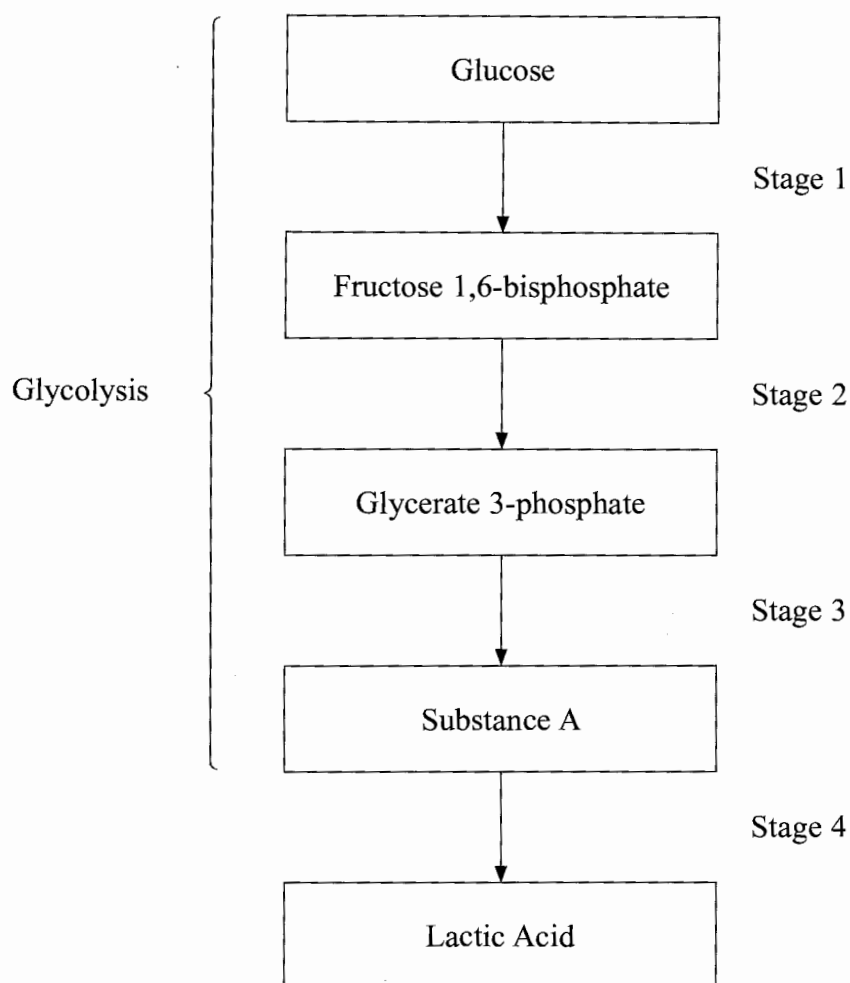 Glucose
Stage 1
Fructose 1,6-bisphosphate
Glycolysis
Stage 2
Glycerate 3-phosphate
Stage 3
Substance A
Stage 4
Lactic Acid